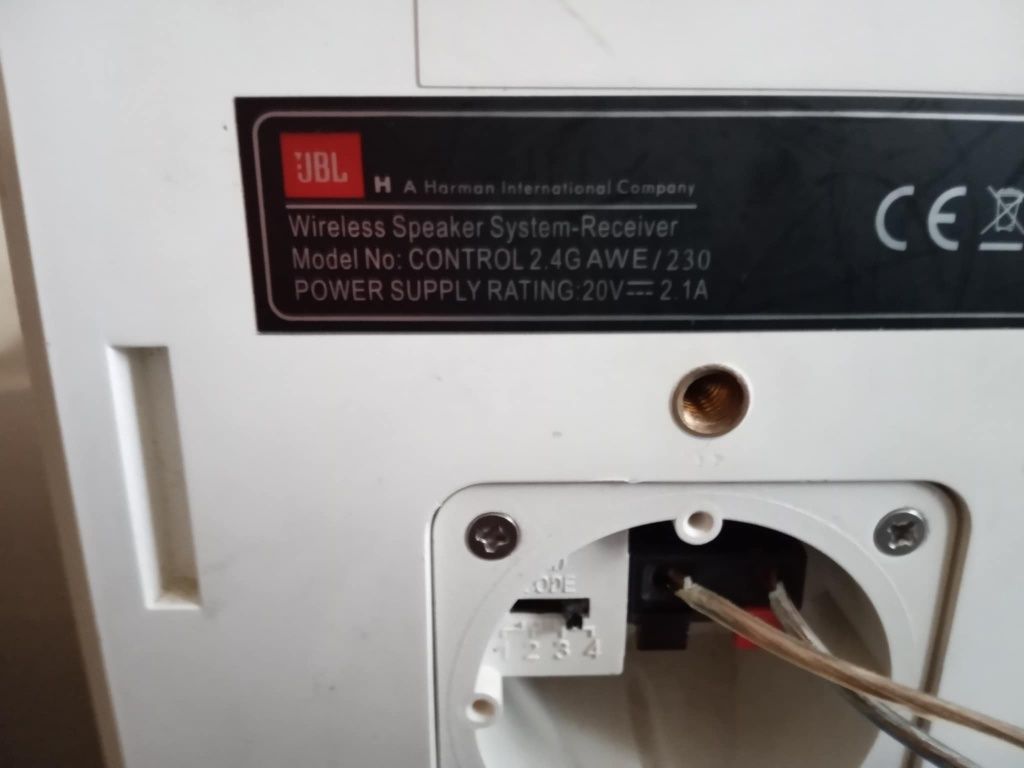 JBL
H A Harman International Company
Wireless Speaker System-Receiver
Model No: CONTROL 2.4G AWE/230
POWER SUPPLY RATING:20V⎓2.1A
CE
1 2 3 4